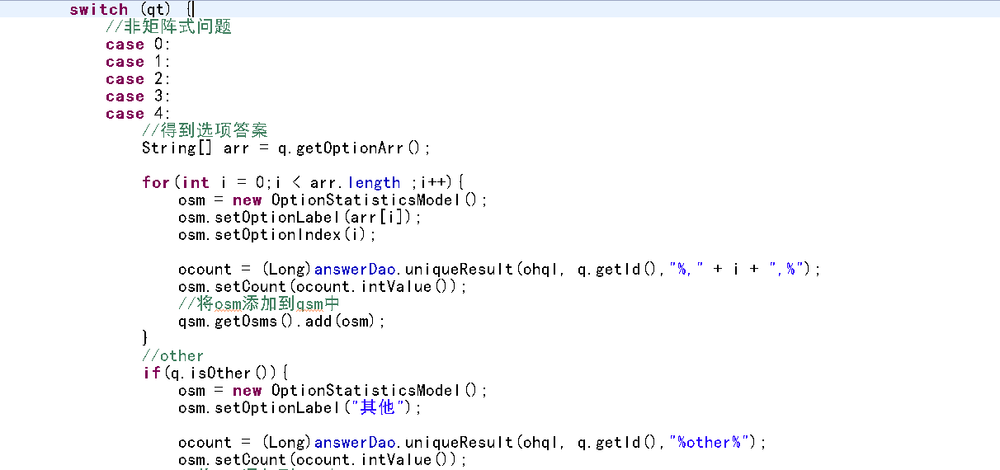 switch (qt) {
//非矩阵式问题
case 0:
case 1:
case 2:
case 3:
case 4:
//得到选项答案
String[] arr = q.getOptionArr();
for(int i = 0;i < arr.length ;i++){
osm = new OptionStatisticsModel();
osm.setOptionLabel(arr[i]);
osm.setOptionIndex(i);
ocount = (Long)answerDao.uniqueResult(ohql, q.getId(),"%," + i + ",%");
osm.setCount(ocount.intValue());
//将osm添加到qsm中
qsm.getOsms().add(osm);
}
//other
if(q.isOther()){
osm = new OptionStatisticsModel();
osm.setOptionLabel("其他");
ocount = (Long)answerDao.uniqueResult(ohql, q.getId(),"%other%");
osm.setCount(ocount.intValue());